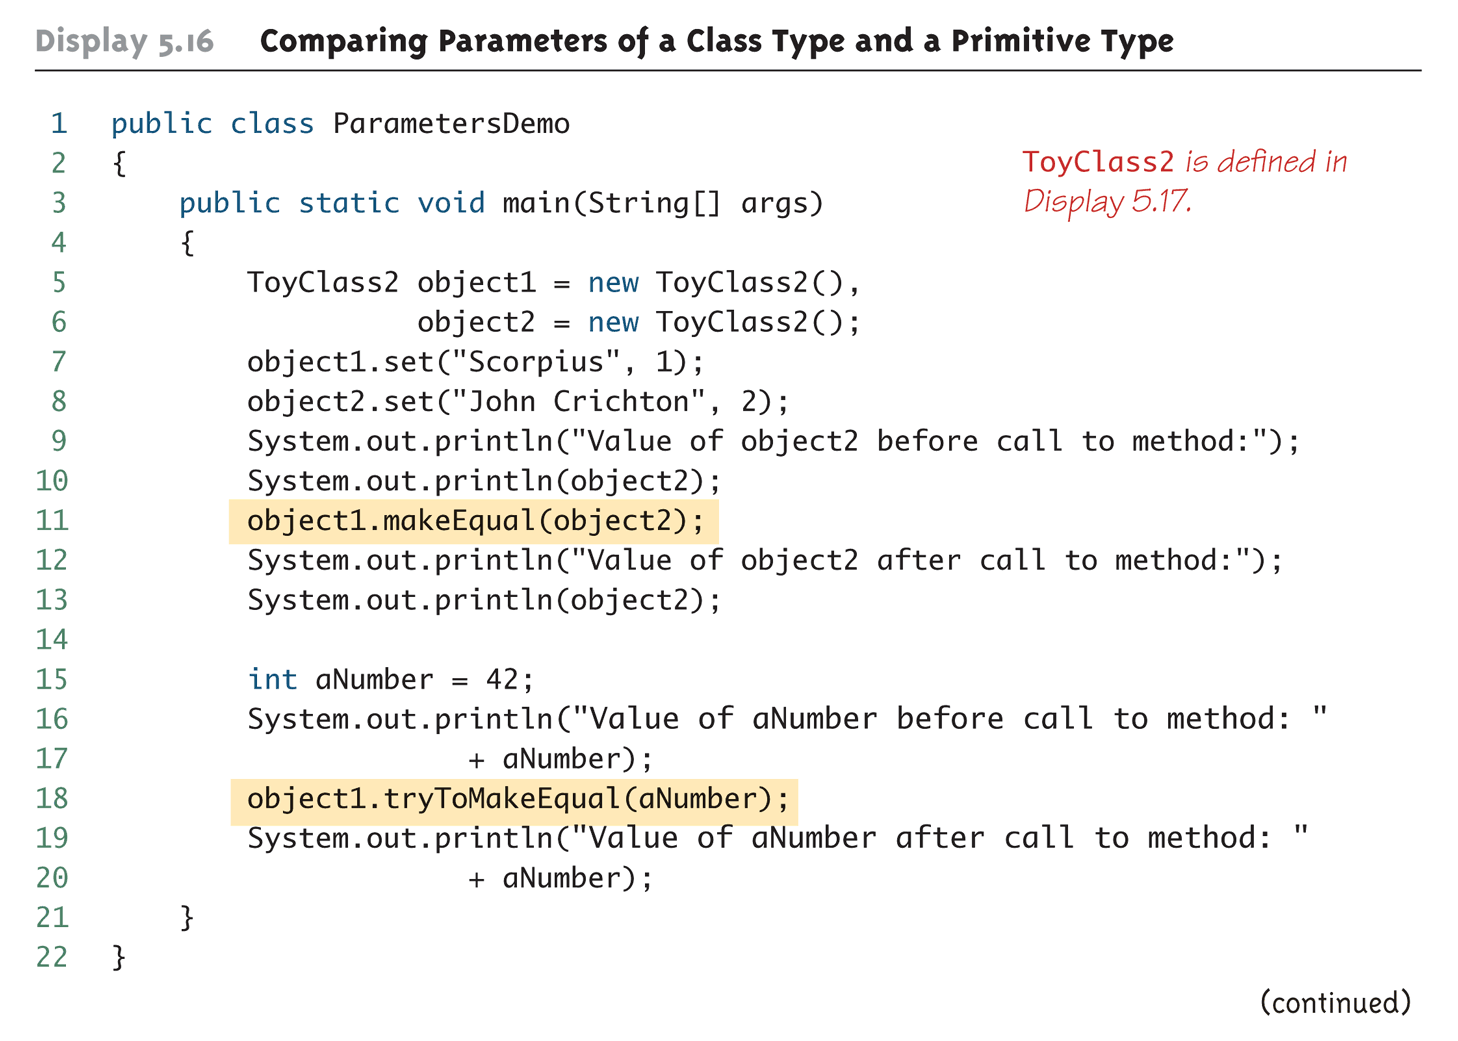 Display 5.16 Comparing Parameters of a Class Type and a Primitive Type
1 public class ParametersDemo
2 {
ToyClass2 is defined in
Display 5.17.
3     public static void main(String[] args)
4     {
5         ToyClass2 object1 = new ToyClass2(),
6                   object2 = new ToyClass2();
7         object1.set("Scorpius", 1);
8         object2.set("John Crichton", 2);
9         System.out.println("Value of object2 before call to method:");
10         System.out.println(object2);
11         object1.makeEqual(object2);
12         System.out.println("Value of object2 after call to method:");
13         System.out.println(object2);
14
15         int aNumber = 42;
16         System.out.println("Value of aNumber before call to method: "
17                      + aNumber);
18         object1.tryToMakeEqual(aNumber);
19         System.out.println("Value of aNumber after call to method: "
20                      + aNumber);
21     }
22 }
(continued)